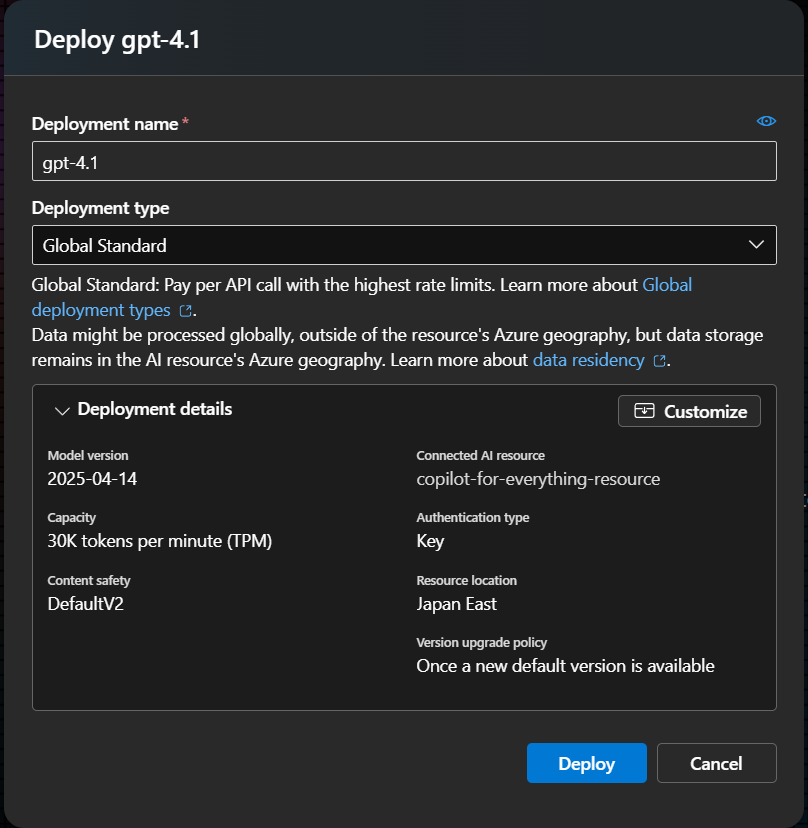 Deploy gpt-4.1
Deployment name *
gpt-4.1
Deployment type
Global Standard
Global Standard: Pay per API call with the highest rate limits. Learn more about Global
deployment types.
Data might be processed globally, outside of the resource's Azure geography, but data storage
remains in the AI resource's Azure geography. Learn more about data residency.
Deployment details
Customize
Model version
2025-04-14
Connected AI resource
copilot-for-everything-resource
Capacity
30K tokens per minute (TPM)
Authentication type
Key
Content safety
DefaultV2
Resource location
Japan East
Version upgrade policy
Once a new default version is available
Deploy
Cancel